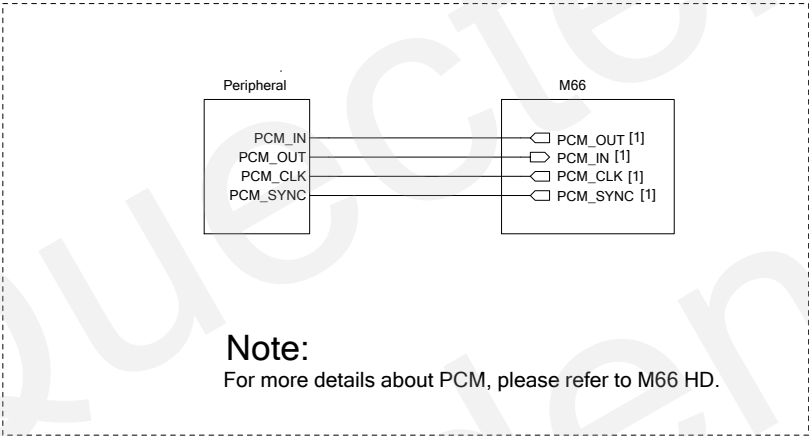 Peripheral
M66
PCM_IN
PCM_OUT [1]
PCM_OUT
PCM_IN [1]
PCM_CLK
PCM_CLK [1]
PCM_SYNC
PCM_SYNC [1]
Note:
For more details about PCM, please refer to M66 HD.